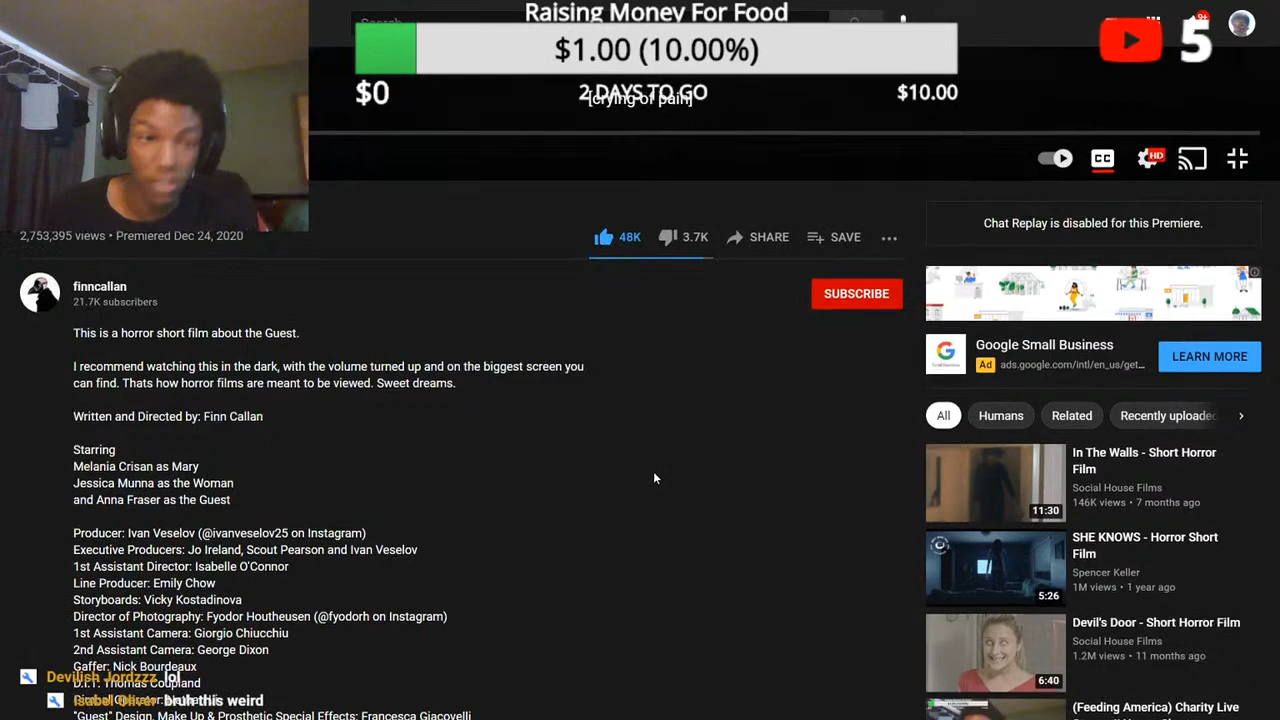 Raising Money For Food
Search
$1.00 (10.00%)
$0
2 DAYS TO GO
$10.00
[crying of pain]
5
9+
CC
HD
2,753,395 views • Premiered Dec 24, 2020
48K
3.7K
SHARE
SAVE
Chat Replay is disabled for this Premiere.
finncallan
21.7K subscribers
SUBSCRIBE
This is a horror short film about the Guest.
I recommend watching this in the dark, with the volume turned up and on the biggest screen you
can find. Thats how horror films are meant to be viewed. Sweet dreams.
Written and Directed by: Finn Callan
Starring
Melania Crisan as Mary
Jessica Munna as the Woman
and Anna Fraser as the Guest
Producer: Ivan Veselov (@ivanveselov25 on Instagram)
Executive Producers: Jo Ireland, Scout Pearson and Ivan Veselov
1st Assistant Director: Isabelle O'Connor
Line Producer: Emily Chow
Storyboards: Vicky Kostadinova
Director of Photography: Fyodor Houtheusen (@fyodorh on Instagram)
1st Assistant Camera: Giorgio Chiucchiu
2nd Assistant Camera: George Dixon
Gaffer: Nick Bourdeaux
D.I.T: Thomas Coupland
Devilish Jordzzz lol
Isabel Oliver bruh this weird
"Guest" Design, Make Up & Prosthetic Special Effects: Francesca Giacovelli
Google Small Business
Ad ads.google.com/intl/en_us/get...
LEARN MORE
All
Humans
Related
Recently uploaded
In The Walls - Short Horror
Film
Social House Films
146K views • 7 months ago
11:30
SHE KNOWS - Horror Short
Film
Spencer Keller
1M views • 1 year ago
5:26
Devil's Door - Short Horror Film
Social House Films
1.2M views • 11 months ago
6:40
(Feeding America) Charity Live